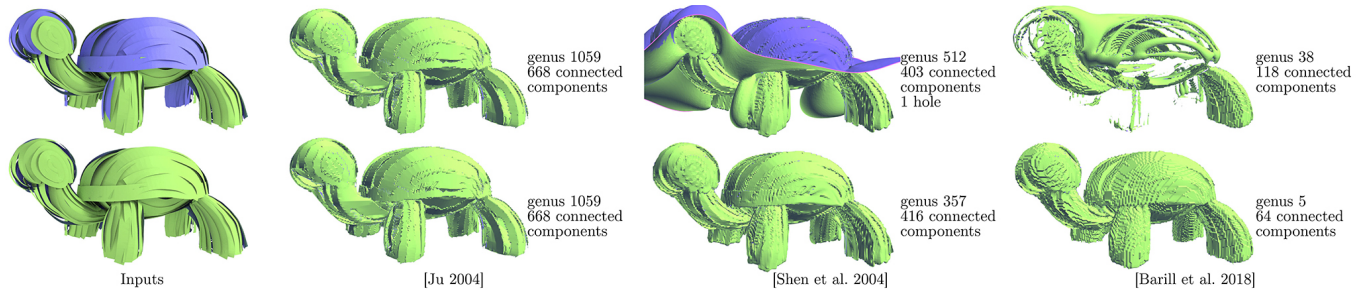 genus 1059
668 connected
components
genus 512
403 connected
components
1 hole
genus 38
118 connected
components
genus 1059
668 connected
components
genus 357
416 connected
components
genus 5
64 connected
components
Inputs
[Ju 2004]
[Shen et al. 2004]
[Barill et al. 2018]